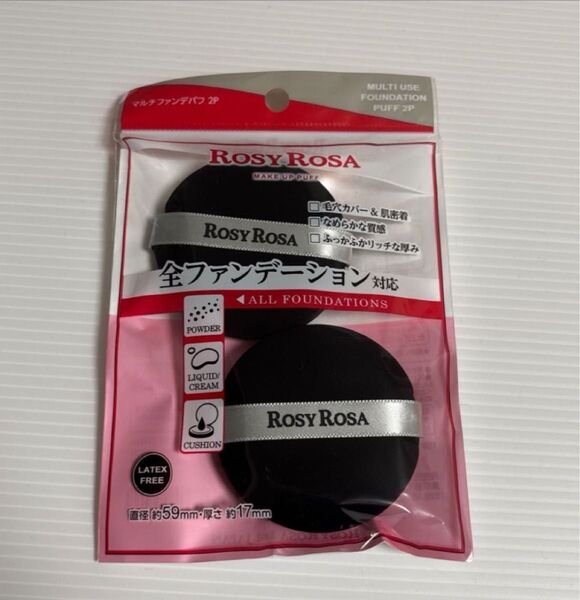 マルチファンデパフ 2P
MULTI USE
FOUNDATION
PUFF 2P
ROSY ROSA
MAKE UP PUFF
毛穴カバー&肌密着
なめらかな質感
ふっかふかリッチな厚み
ROSY ROSA
全ファンデーション対応
◀ALL FOUNDATIONS
POWDER
LIQUID/
CREAM
CUSHION
ROSY ROSA
LATEX
FREE
直径 約59mm・厚さ 約17mm